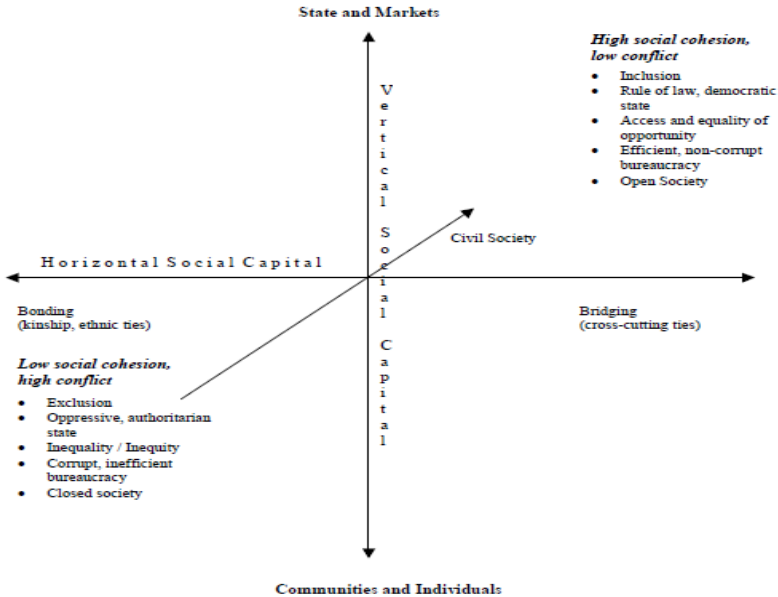 State and Markets
High social cohesion,
low conflict
• Inclusion
• Rule of law, democratic
state
• Access and equality of
opportunity
• Efficient, non-corrupt
bureaucracy
• Open Society
Vertical Social Capital
Civil Society
Horizontal Social Capital
Bonding
(kinship, ethnic ties)
Bridging
(cross-cutting ties)
Low social cohesion,
high conflict
• Exclusion
• Oppressive, authoritarian
state
• Inequality / Inequity
• Corrupt, inefficient
bureaucracy
• Closed society
Communities and Individuals